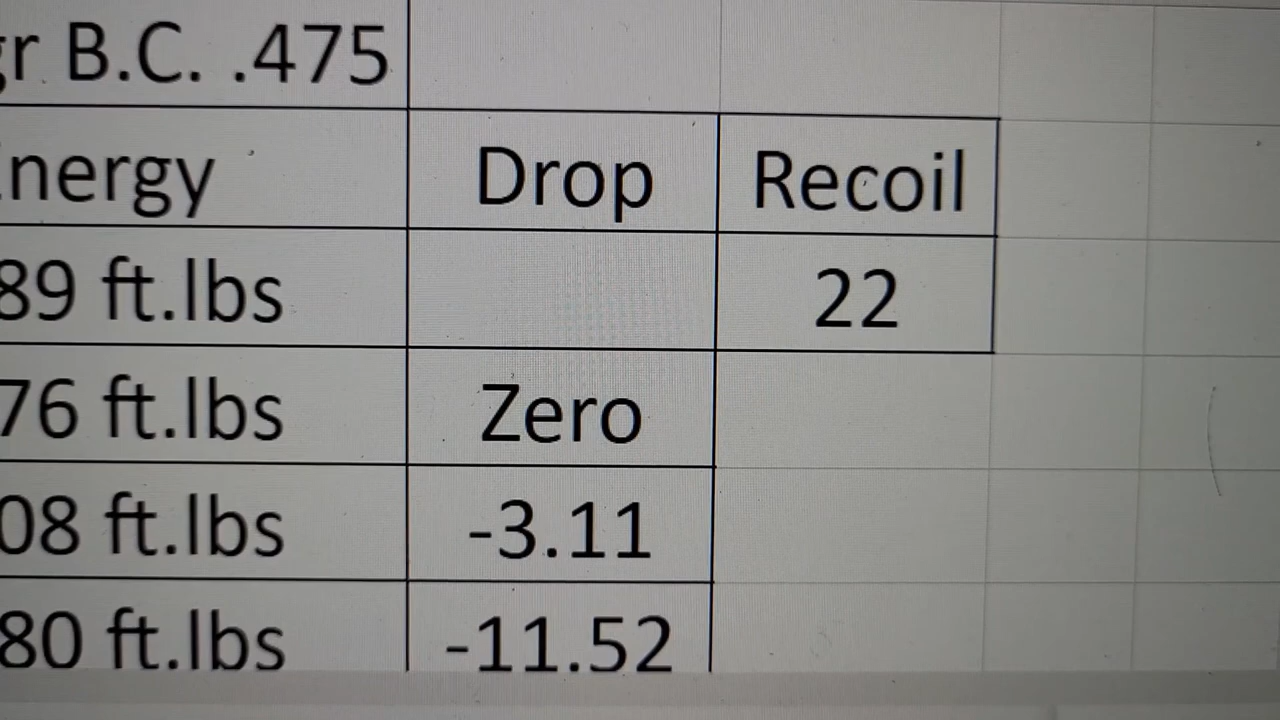 gr B.C. .475
Energy Drop Recoil
89 ft.lbs 22
76 ft.lbs Zero
08 ft.lbs -3.11
80 ft.lbs -11.52